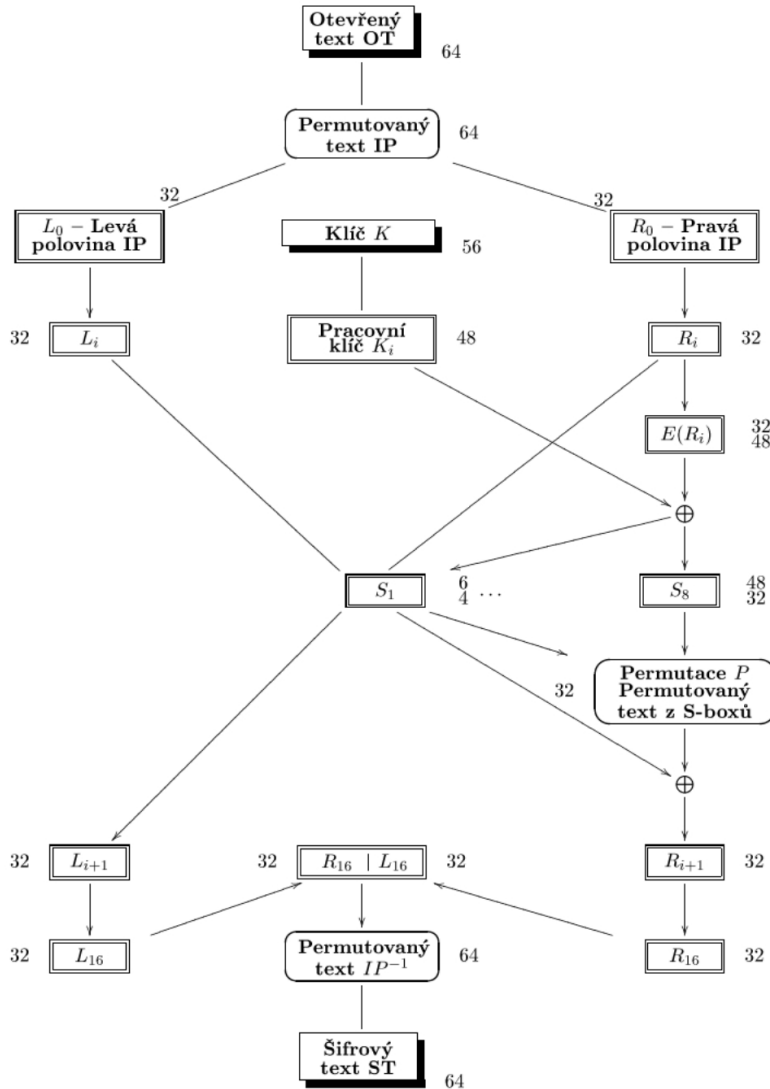 Otevřený
text OT
64
Permutovaný
text IP
64
32
32
L₀ – Levá
polovina IP
Klíč K
56
R₀ – Pravá
polovina IP
32
Lᵢ
Pracovní
klíč Kᵢ
48
Rᵢ
32
E(Rᵢ)
32
48
⊕
S₁
6
4
...
S₈
48
32
32
Permutace P
Permutovaný
text z S-boxů
⊕
32
Lᵢ₊₁
32
R₁₆ | L₁₆
32
Rᵢ₊₁
32
32
L₁₆
Permutovaný
text IP⁻¹
64
R₁₆
32
Šifrový
text ST
64